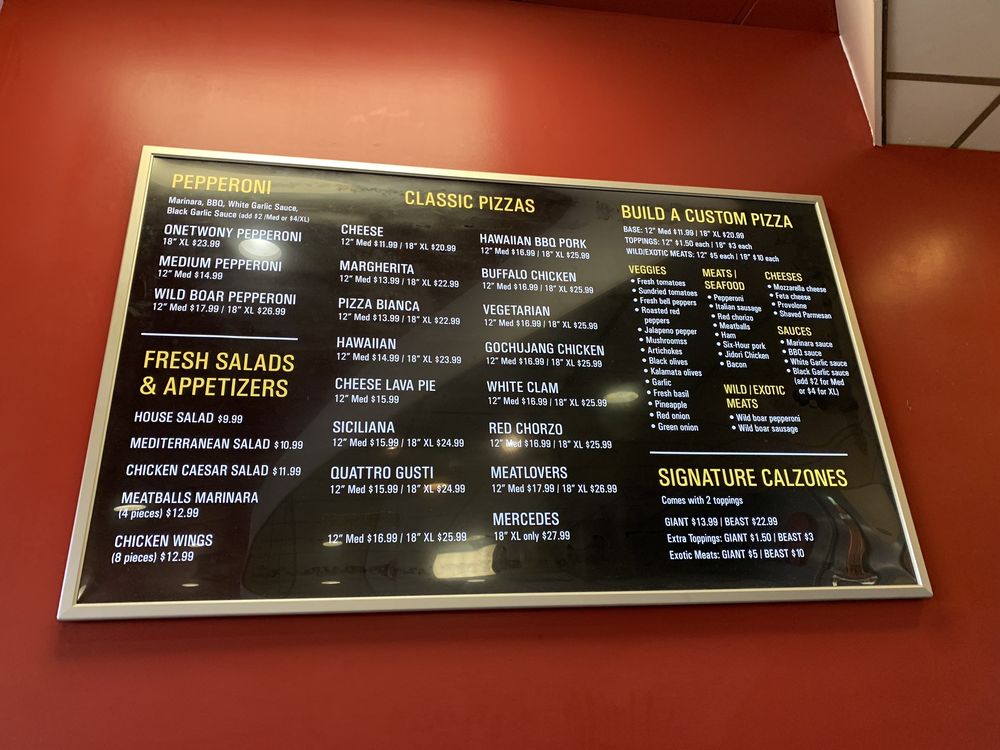 PEPPERONI
Marinara, BBQ, White Garlic Sauce,
Black Garlic Sauce (add $2 /Med or $4/XL)
ONETWONY PEPPERONI
18" XL $23.99
MEDIUM PEPPERONI
12" Med $14.99
WILD BOAR PEPPERONI
12" Med $17.99 / 18" XL $26.99
FRESH SALADS
& APPETIZERS
HOUSE SALAD $9.99
MEDITERRANEAN SALAD $10.99
CHICKEN CAESAR SALAD $11.99
MEATBALLS MARINARA
(4 pieces) $12.99
CHICKEN WINGS
(8 pieces) $12.99
CLASSIC PIZZAS
CHEESE
12" Med $11.99 / 18" XL $20.99
MARGHERITA
12" Med $13.99 / 18" XL $22.99
PIZZA BIANCA
12" Med $13.99 / 18" XL $22.99
HAWAIIAN
12" Med $14.99 / 18" XL $23.99
CHEESE LAVA PIE
12" Med $15.99
SICILIANA
12" Med $15.99 / 18" XL $24.99
QUATTRO GUSTI
12" Med $15.99 / 18" XL $24.99
12" Med $16.99 / 18" XL $25.99
HAWAIIAN BBQ PORK
12" Med $16.99 / 18" XL $25.99
BUFFALO CHICKEN
12" Med $16.99 / 18" XL $25.99
VEGETARIAN
12" Med $16.99 / 18" XL $25.99
GOCHUJANG CHICKEN
12" Med $16.99 / 18" XL $25.99
WHITE CLAM
12" Med $16.99 / 18" XL $25.99
RED CHORZO
12" Med $16.99 / 18" XL $25.99
MEATLOVERS
12" Med $17.99 / 18" XL $26.99
MERCEDES
18" XL only $27.99
BUILD A CUSTOM PIZZA
BASE: 12" Med $11.99 / 18" XL $20.99
TOPPINGS: 12" $1.50 each / 18" $3 each
WILD/EXOTIC MEATS: 12" $5 each / 18" $10 each
VEGGIES
• Fresh tomatoes
• Sundried tomatoes
• Fresh bell peppers
• Roasted red
peppers
• Jalapeno pepper
• Mushroomss
• Artichokes
• Black olives
• Kalamata olives
• Garlic
• Fresh basil
• Pineapple
• Red onion
• Green onion
MEATS /
SEAFOOD
• Pepperoni
• Italian sausage
• Red chorizo
• Meatballs
• Ham
• Six-Hour pork
• Jidori Chicken
• Bacon
WILD / EXOTIC
MEATS
• Wild boar pepperoni
• Wild boar sausage
CHEESES
• Mozzarella cheese
• Feta cheese
• Provolone
• Shaved Parmesan
SAUCES
• Marinara sauce
• BBQ sauce
• White Garlic sauce
• Black Garlic sauce
(add $2 for Med
or $4 for XL)
SIGNATURE CALZONES
Comes with 2 toppings
GIANT $13.99 / BEAST $22.99
Extra Toppings: GIANT $1.50 / BEAST $3
Exotic Meats: GIANT $5 / BEAST $10